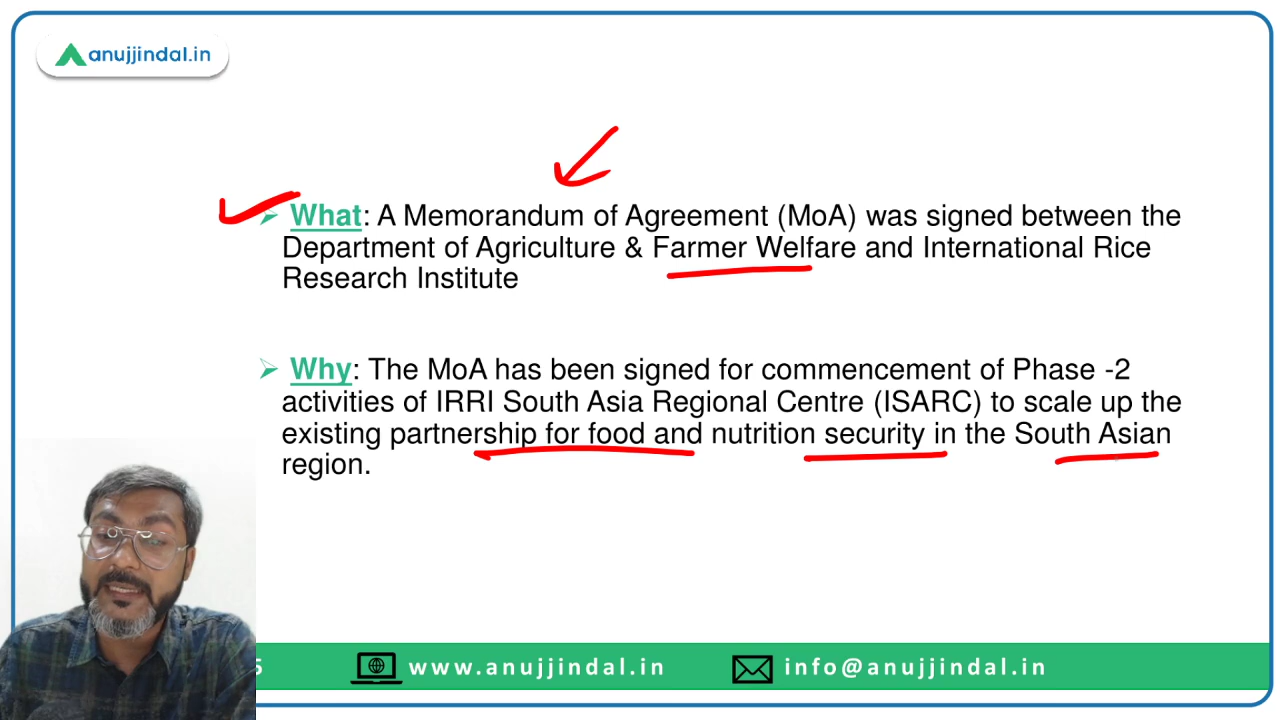 anujjindal.in
What: A Memorandum of Agreement (MoA) was signed between the
Department of Agriculture & Farmer Welfare and International Rice
Research Institute
Why: The MoA has been signed for commencement of Phase -2
activities of IRRI South Asia Regional Centre (ISARC) to scale up the
existing partnership for food and nutrition security in the South Asian
region.
5 www.anujjindal.in info@anujjindal.in